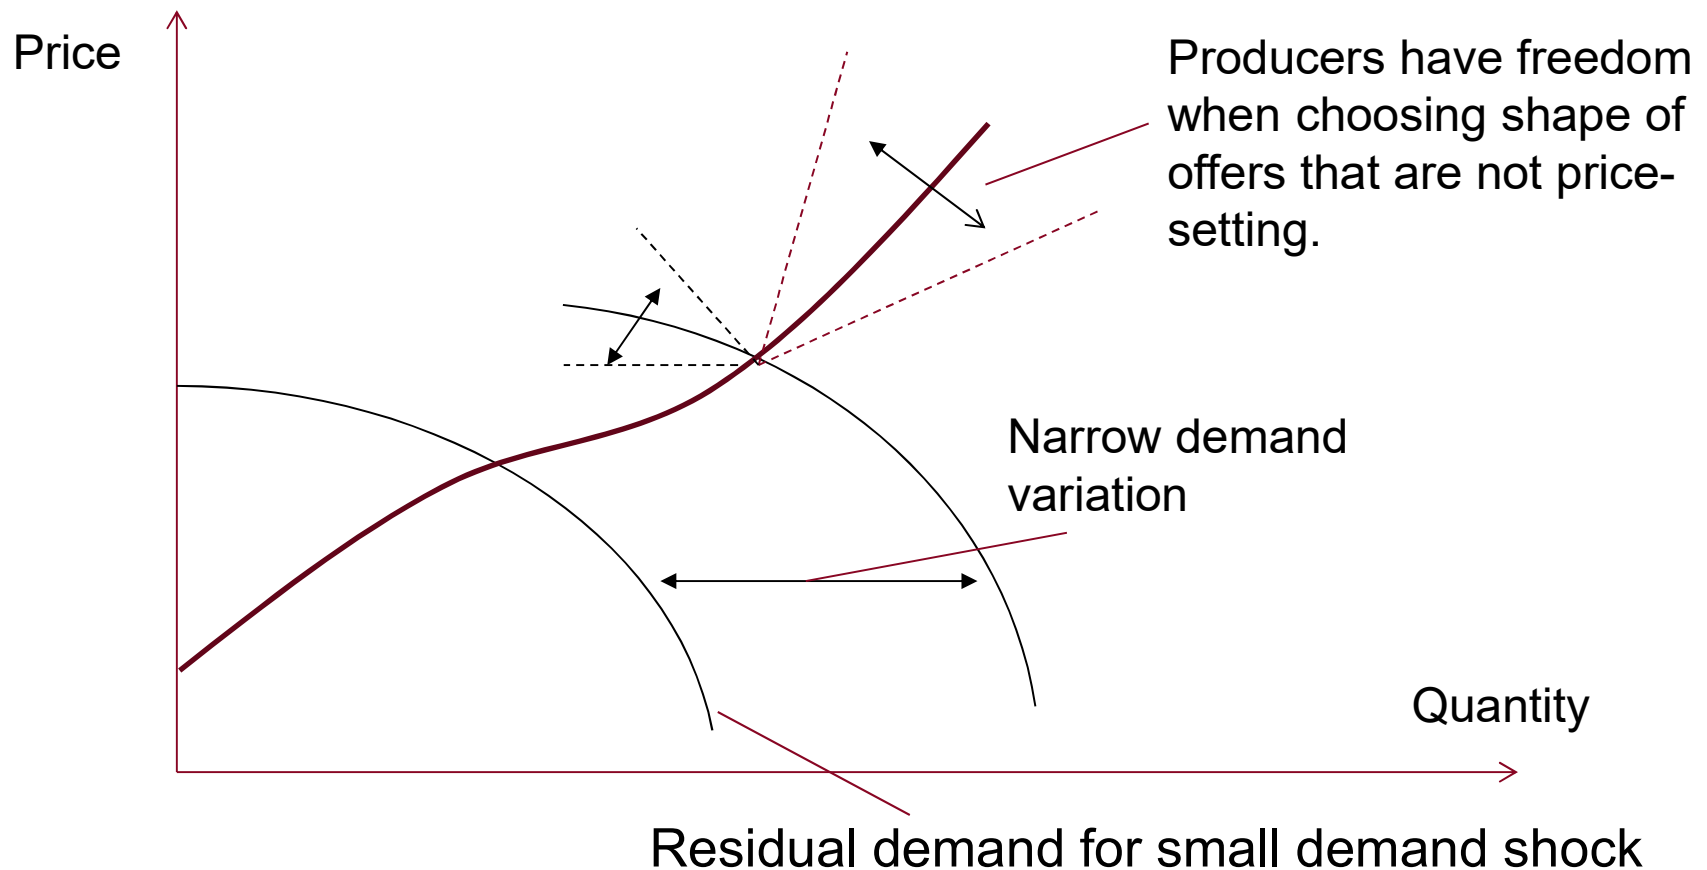 Price
Producers have freedom
when choosing shape of
offers that are not price-
setting.
Narrow demand
variation
Quantity
Residual demand for small demand shock